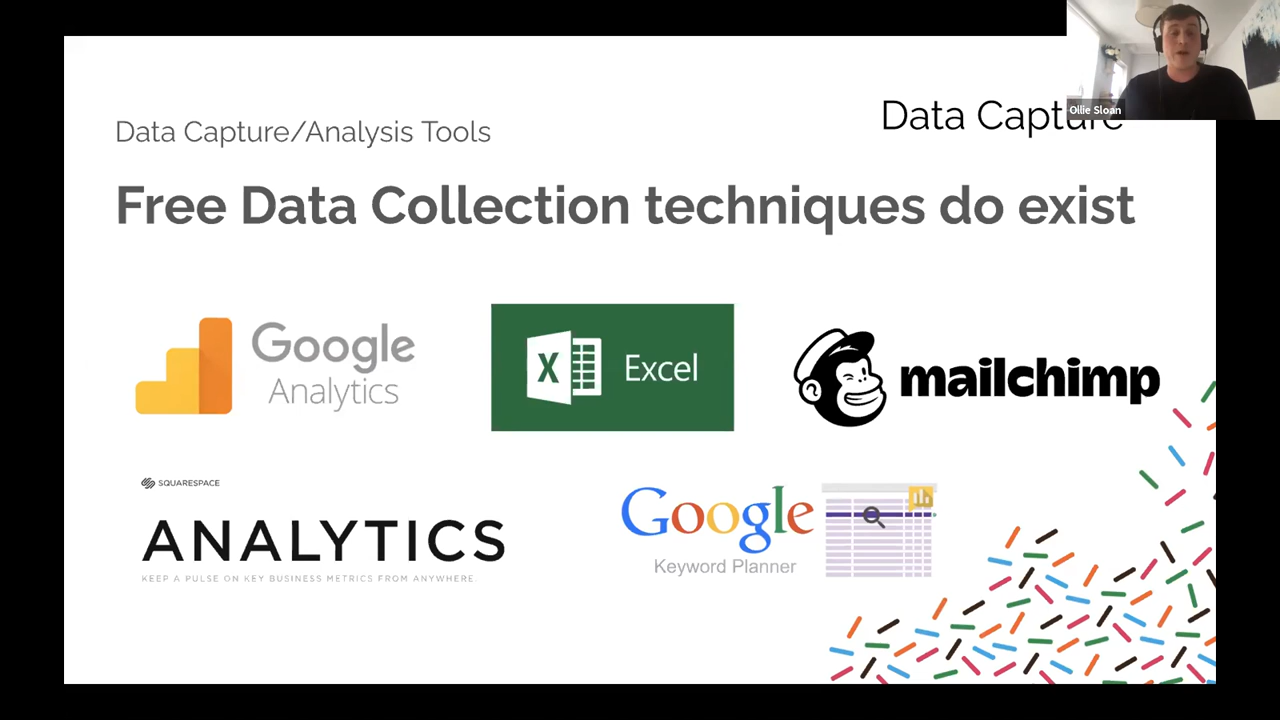 Ollie Sloan
Data Capture
Data Capture/Analysis Tools
Free Data Collection techniques do exist
Google
Analytics
X Excel
mailchimp
SQUARESPACE
ANALYTICS
KEEP A PULSE ON KEY BUSINESS METRICS FROM ANYWHERE
Google
Keyword Planner